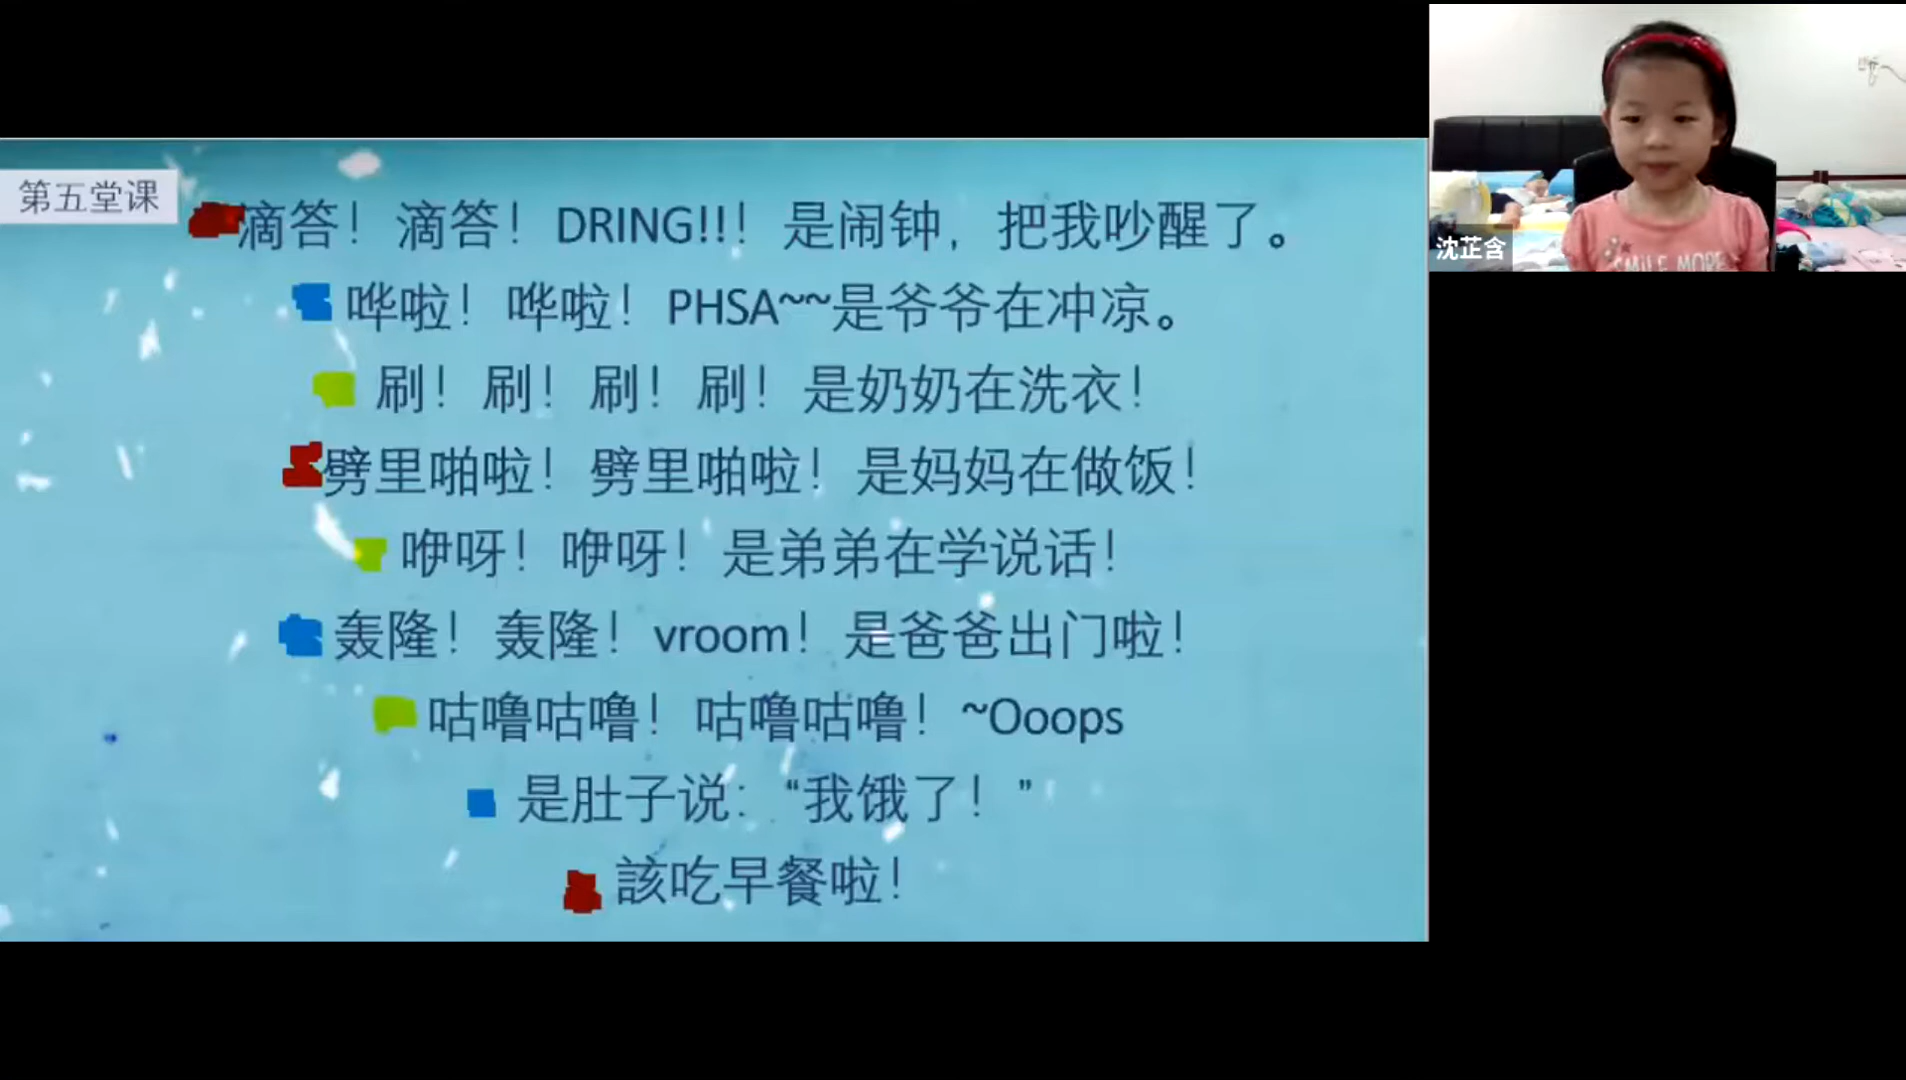 第五堂课
滴答！滴答！DRING!!！是闹钟，把我吵醒了。
哗啦！哗啦！PHSA~~是爷爷在冲凉。
刷！刷！刷！刷！是奶奶在洗衣！
劈里啪啦！劈里啪啦！是妈妈在做饭！
咿呀！咿呀！是弟弟在学说话！
轰隆！轰隆！vroom！是爸爸出门啦！
咕噜咕噜！咕噜咕噜！~Ooops
是肚子说：“我饿了！”
該吃早餐啦！
沈芷含
SMiLE MORE